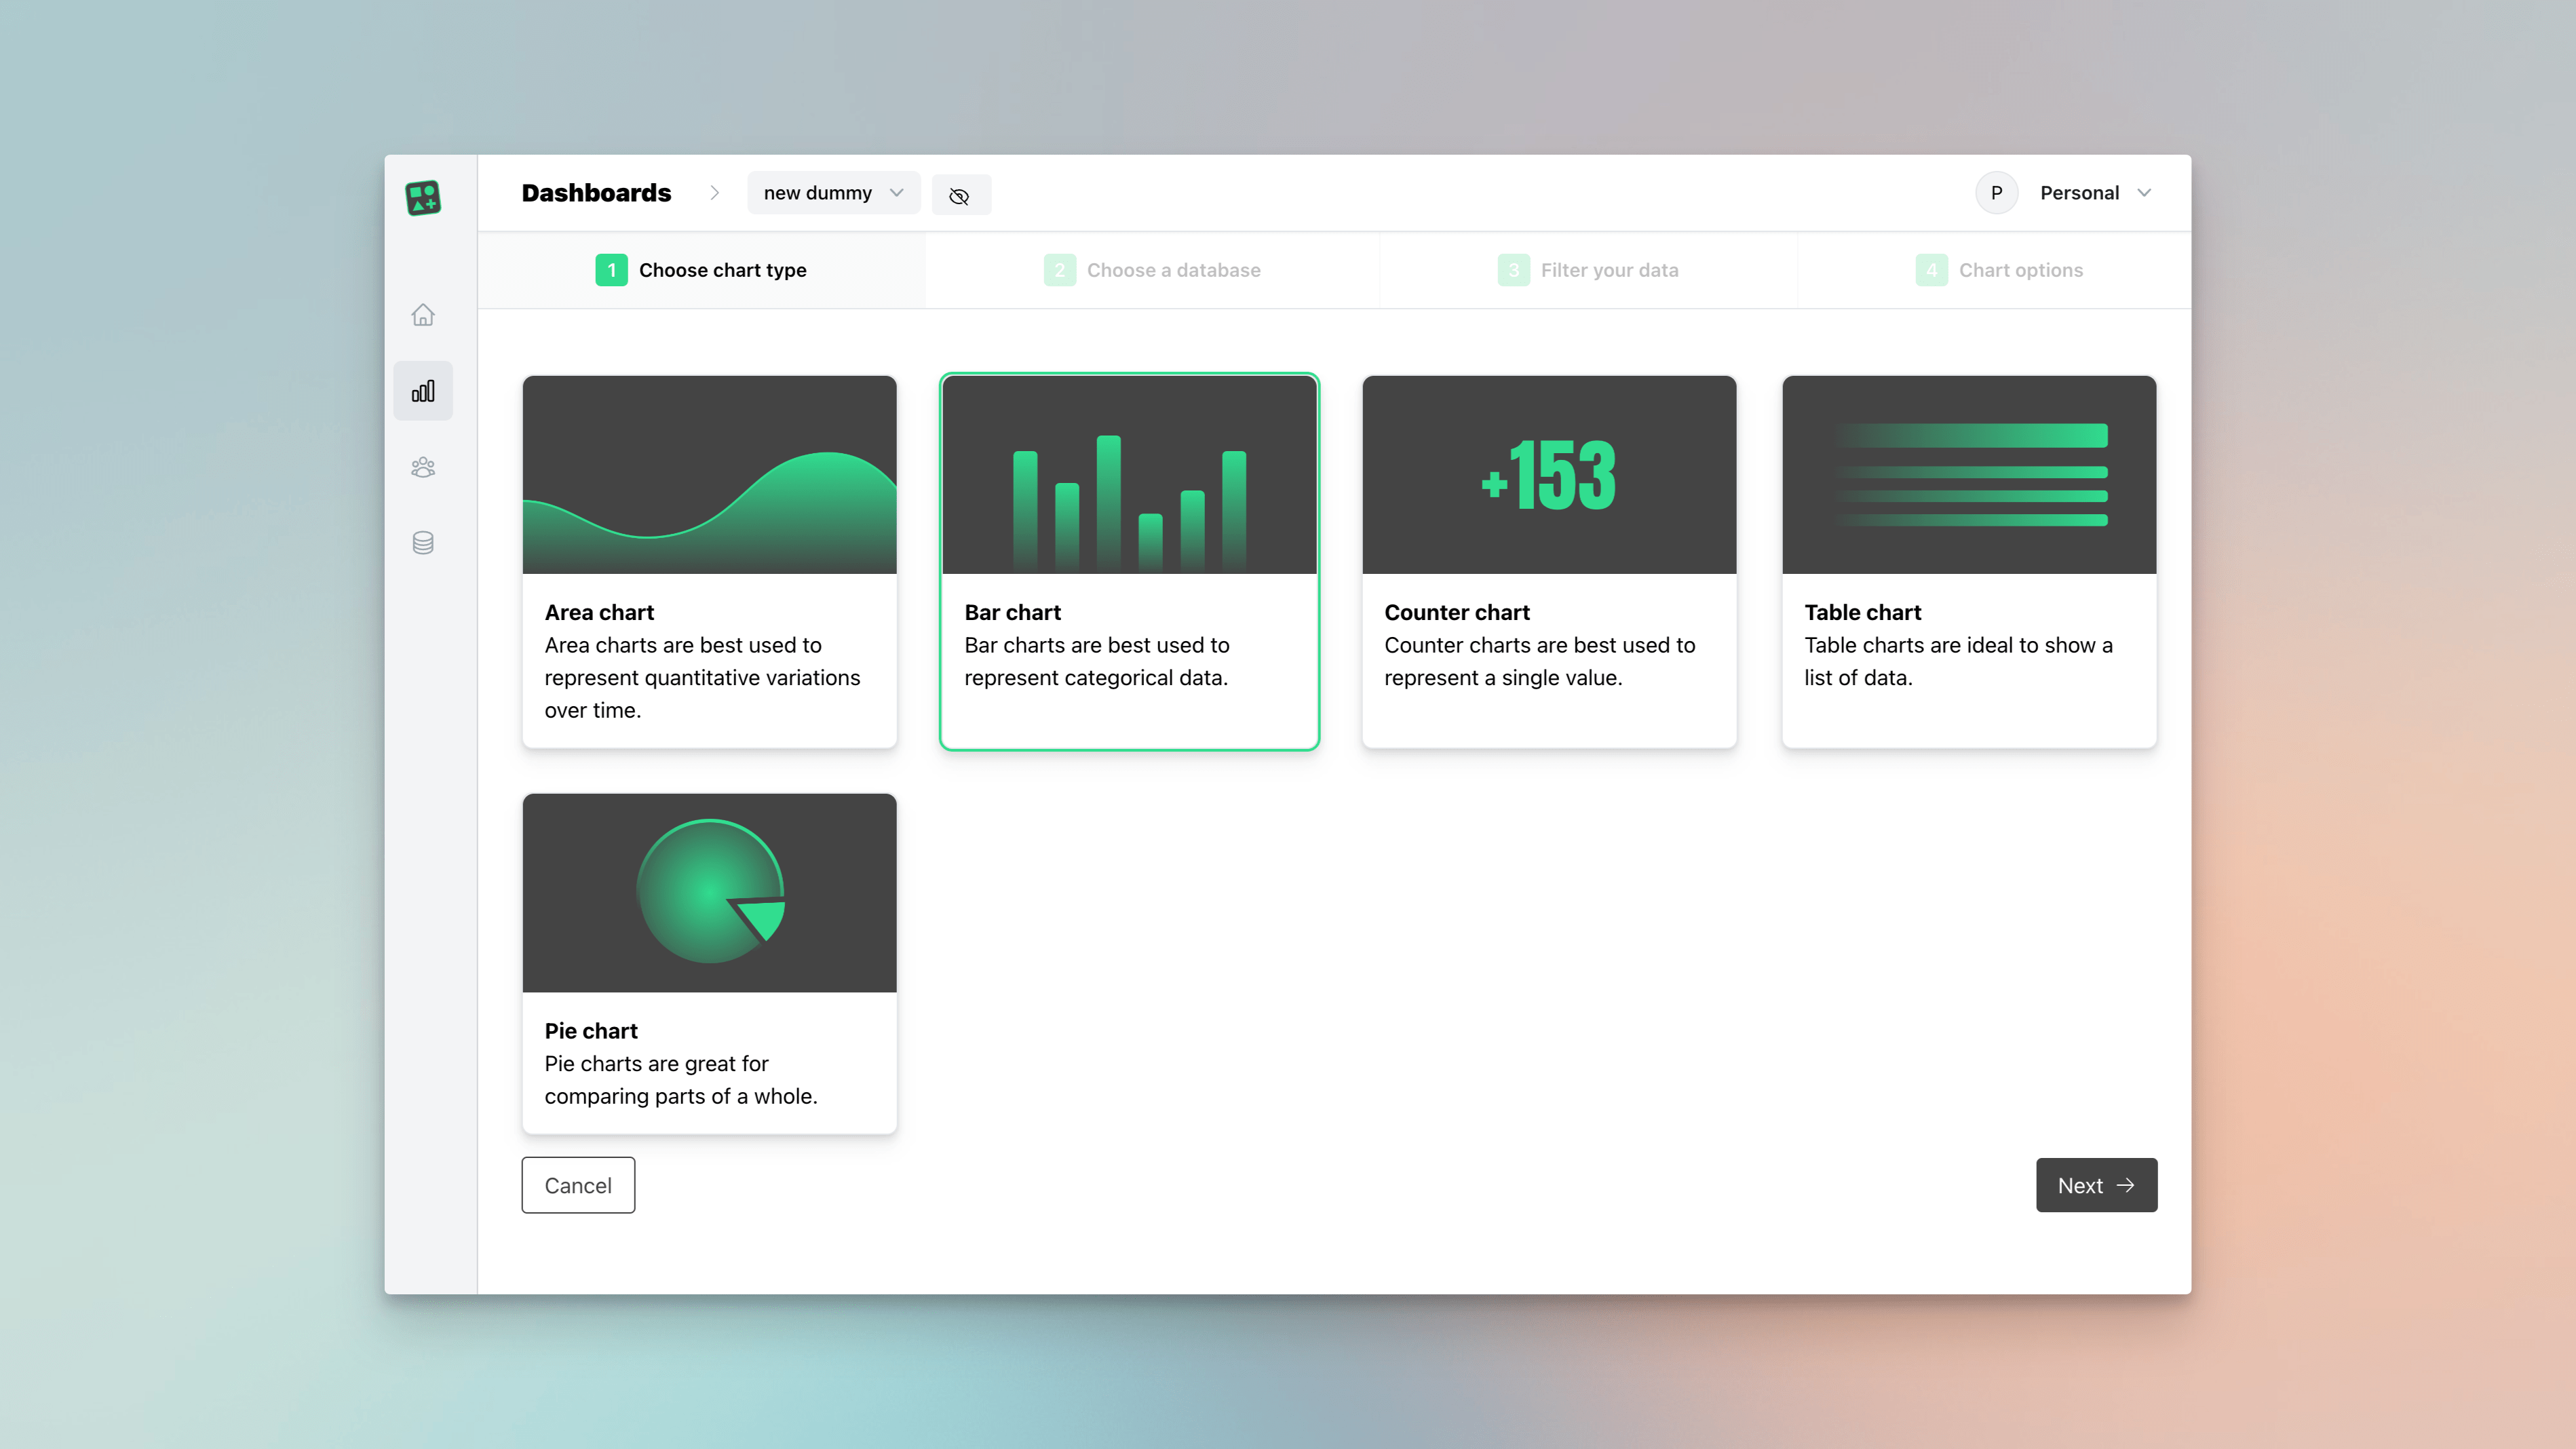 Dashboards
new dummy
P
Personal
1 Choose chart type
2 Choose a database
3 Filter your data
4 Chart options
+153
Area chart
Area charts are best used to
represent quantitative variations
over time.
Bar chart
Bar charts are best used to
represent categorical data.
Counter chart
Counter charts are best used to
represent a single value.
Table chart
Table charts are ideal to show a
list of data.
Pie chart
Pie charts are great for
comparing parts of a whole.
Cancel
Next